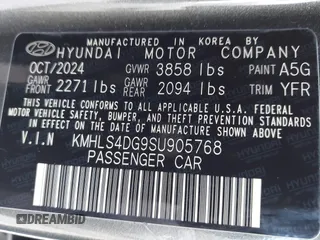 MANUFACTURED IN KOREA BY
HYUNDAI MOTOR COMPANY
OCT/2024 GVWR 3858 lbs PAINT A5G
GAWR FRONT 2271 lbs GAWR REAR 2094 lbs TRIM YFR
THIS VEHICLE CONFORMS TO ALL APPLICABLE U.S. FEDERAL
MOTOR VEHICLE SAFETY, BUMPER, AND THEFT PREVENTION
STANDARDS IN EFFECT ON THE DATE OF MANUFACTURE
SHOWN ABOVE.
V.I.N KMHLS4DG9SU905768
PASSENGER CAR
DREAMBID